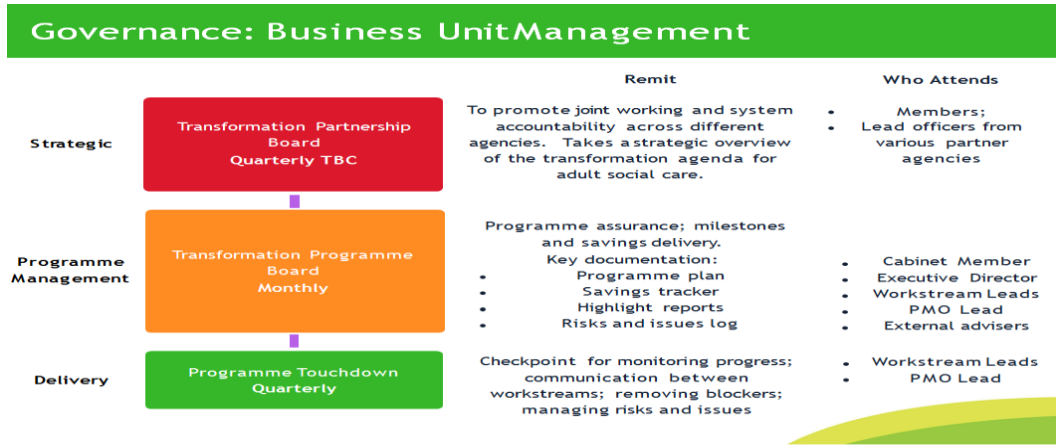 Governance: Business UnitManagement
Remit
Who Attends
Strategic
Transformation Partnership
Board
Quarterly TBC
To promote joint working and system
accountability across different
agencies. Takes a strategic overview
of the transformation agenda for
adult social care.
• Members;
• Lead officers from
various partner
agencies
Programme
Management
Transformation Programme
Board
Monthly
Programme assurance; milestones
and savings delivery.
Key documentation:
• Programme plan
• Savings tracker
• Highlight reports
• Risks and issues log
• Cabinet Member
• Executive Director
• Workstream Leads
• PMO Lead
• External advisers
Delivery
Programme Touchdown
Quarterly
Checkpoint for monitoring progress;
communication between
workstreams; removing blockers;
managing risks and issues
• Workstream Leads
• PMO Lead